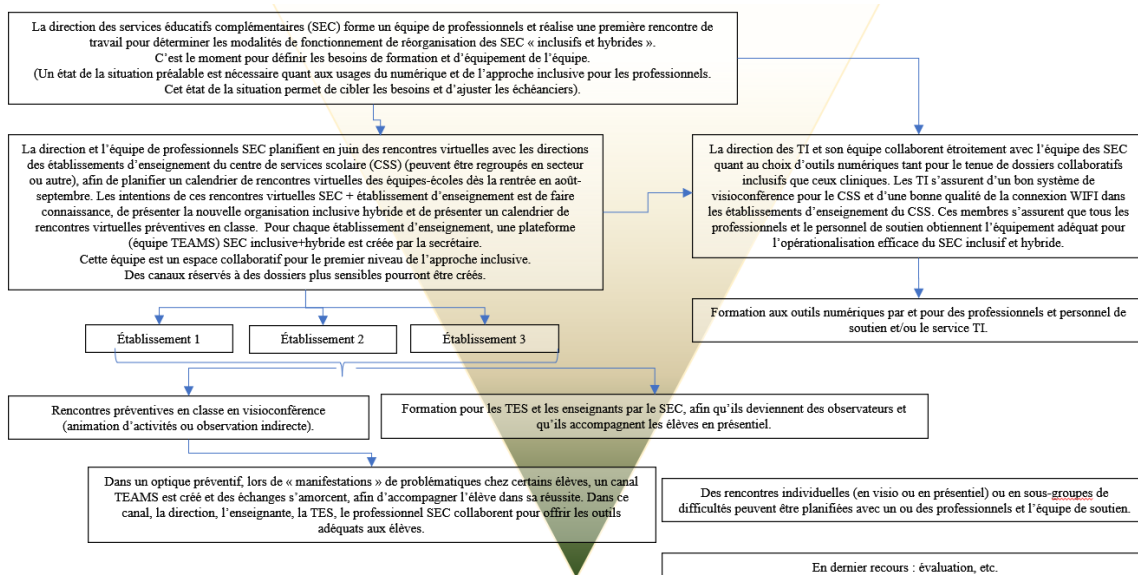 La direction des services éducatifs complémentaires (SEC) forme un équipe de professionnels et réalise une première rencontre de
travail pour déterminer les modalités de fonctionnement de réorganisation des SEC « inclusifs et hybrides ».
C’est le moment pour définir les besoins de formation et d’équipement de l’équipe.
(Un état de la situation préalable est nécessaire quant aux usages du numérique et de l’approche inclusive pour les professionnels.
Cet état de la situation permet de cibler les besoins et d’ajuster les échéanciers).
La direction et l’équipe de professionnels SEC planifient en juin des rencontres virtuelles avec les directions
des établissements d’enseignement du centre de services scolaire (CSS) (peuvent être regroupés en secteur
ou autre), afin de planifier un calendrier de rencontres virtuelles des équipes-écoles dès la rentrée en août-
septembre. Les intentions de ces rencontres virtuelles SEC + établissement d’enseignement est de faire
connaissance, de présenter la nouvelle organisation inclusive hybride et de présenter un calendrier de
rencontres virtuelles préventives en classe. Pour chaque établissement d’enseignement, une plateforme
(équipe TEAMS) SEC inclusive+hybride est créée par la secrétaire.
Cette équipe est un espace collaboratif pour le premier niveau de l’approche inclusive.
Des canaux réservés à des dossiers plus sensibles pourront être créés.
La direction des TI et son équipe collaborent étroitement avec l’équipe des SEC
quant au choix d’outils numériques tant pour le tenue de dossiers collaboratifs
inclusifs que ceux cliniques. Les TI s’assurent d’un bon système de
visioconférence pour le CSS et d’une bonne qualité de la connexion WIFI dans
les établissements d’enseignement du CSS. Ces membres s’assurent que tous les
professionnels et le personnel de soutien obtiennent l’équipement adéquat pour
l’opérationalisation efficace du SEC inclusif et hybride.
Formation aux outils numériques par et pour des professionnels et personnel de
soutien et/ou le service TI.
Établissement 1
Établissement 2
Établissement 3
Rencontres préventives en classe en visioconférence
(animation d’activités ou observation indirecte).
Formation pour les TES et les enseignants par le SEC, afin qu’ils deviennent des observateurs et
qu’ils accompagnent les élèves en présentiel.
Dans un optique préventif, lors de « manifestations » de problématiques chez certains élèves, un canal
TEAMS est créé et des échanges s’amorcent, afin d’accompagner l’élève dans sa réussite. Dans ce
canal, la direction, l’enseignante, la TES, le professionnel SEC collaborent pour offrir les outils
adéquats aux élèves.
Des rencontres individuelles (en visio ou en présentiel) ou en sous-groupes de
difficultés peuvent être planifiées avec un ou des professionnels et l’équipe de soutien.
En dernier recours : évaluation, etc.